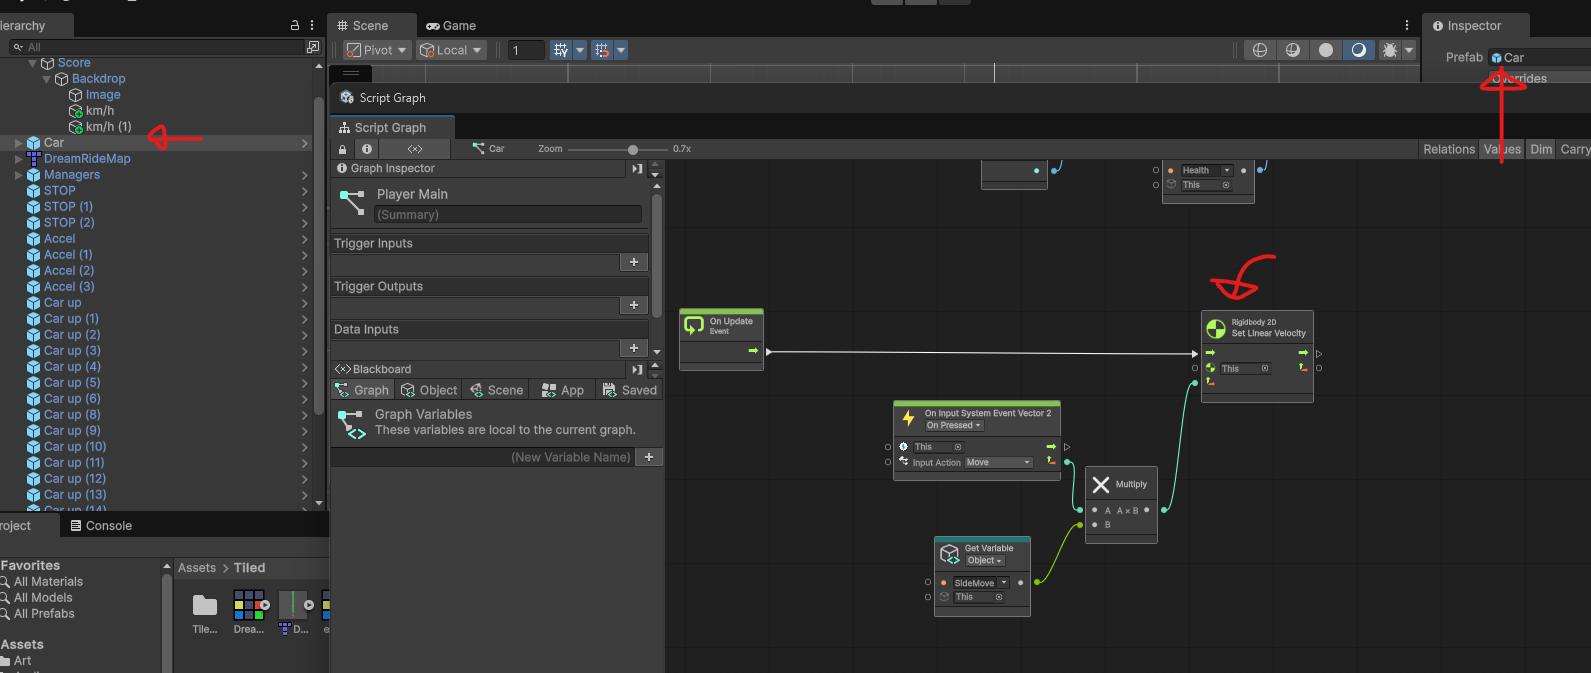 ierarchy
Scene
Game
Inspector
All
Pivot
Local
1
Prefab
Car
Overrides
Score
Backdrop
Image
km/h
km/h (1)
Car
DreamRideMap
Managers
STOP
STOP (1)
STOP (2)
Accel
Accel (1)
Accel (2)
Accel (3)
Car up
Car up (1)
Car up (2)
Car up (3)
Car up (4)
Car up (5)
Car up (6)
Car up (8)
Car up (9)
Car up (10)
Car up (11)
Car up (12)
Car up (13)
Car up (14)
Script Graph
Script Graph
Car
Zoom
0.7x
Relations
Values
Dim
Carry
Graph Inspector
Player Main
(Summary)
Trigger Inputs
Trigger Outputs
Data Inputs
Blackboard
Graph
Object
Scene
App
Saved
Graph Variables
These variables are local to the current graph.
(New Variable Name)
Health
This
On Update
Event
Rigidbody 2D
Set Linear Velocity
This
On Input System Event Vector 2
On Pressed
This
Input Action
Move
Multiply
A
A × B
B
Get Variable
Object
SideMove
This
roject
Console
Favorites
All Materials
All Models
All Prefabs
Assets
Art
Assets > Tiled
Tile...
Drea...
D...
e